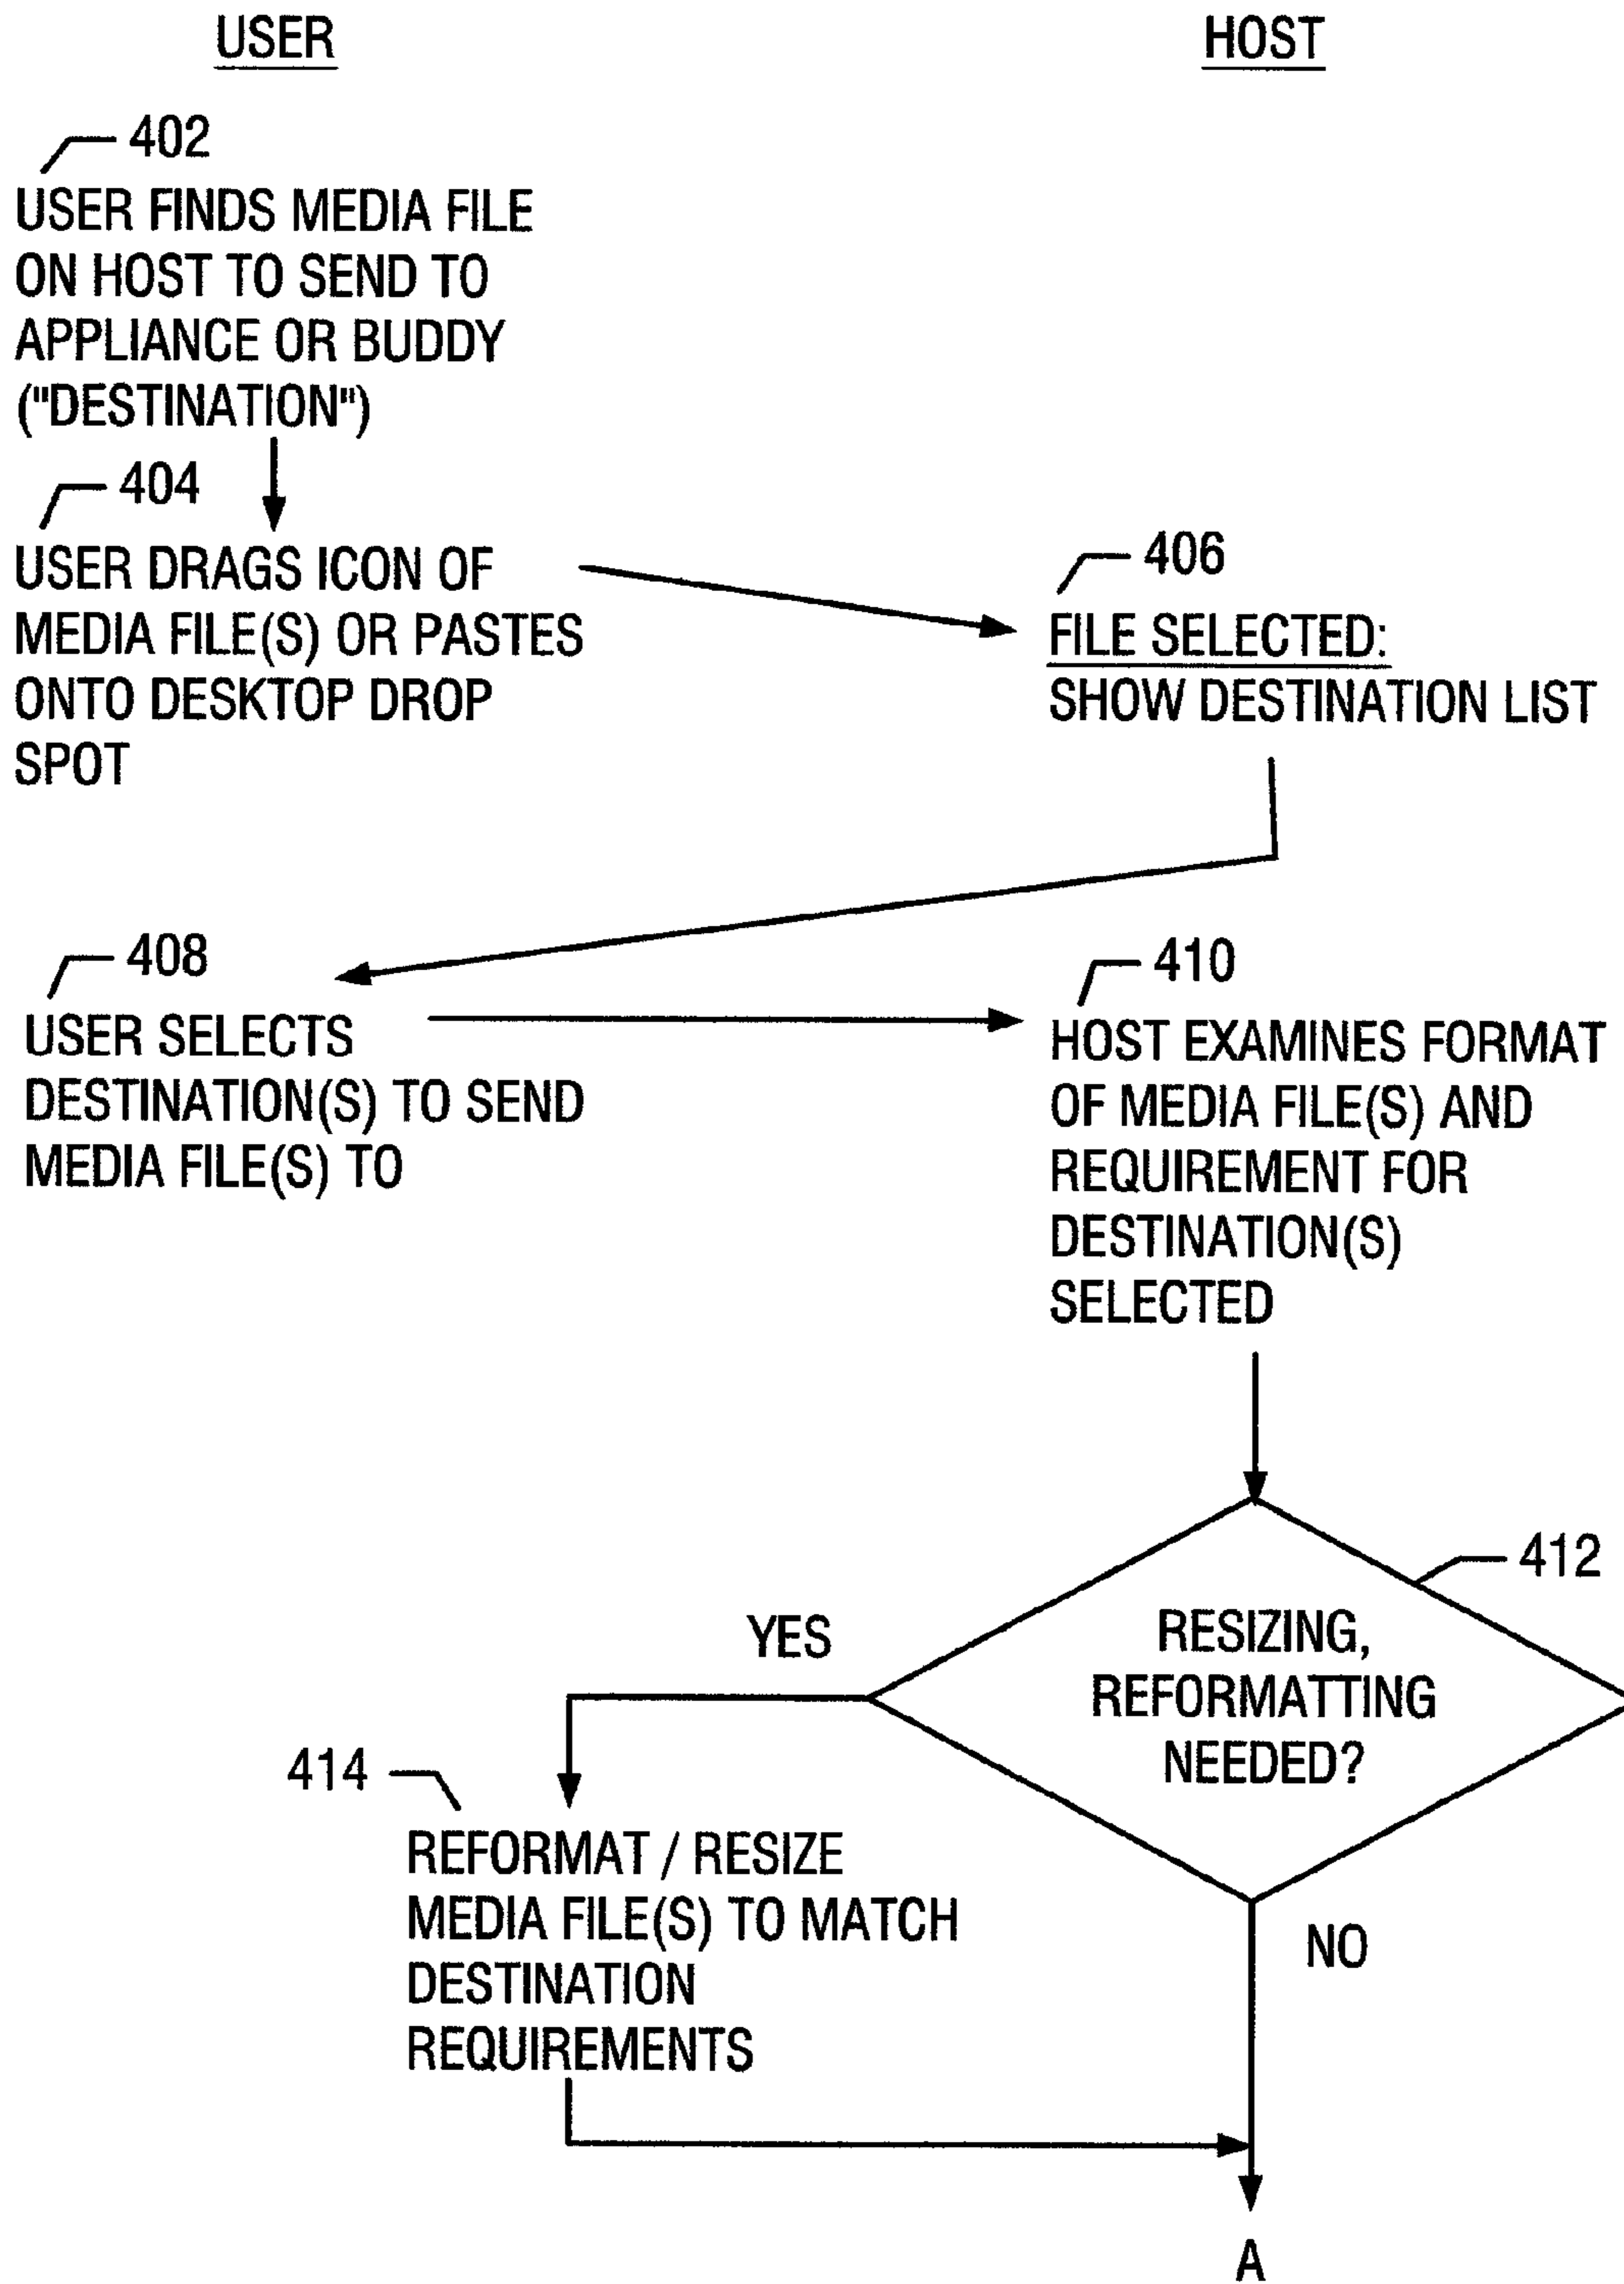 USER
HOST
402
USER FINDS MEDIA FILE
ON HOST TO SEND TO
APPLIANCE OR BUDDY
("DESTINATION")
404
USER DRAGS ICON OF
MEDIA FILE(S) OR PASTES
ONTO DESKTOP DROP
SPOT
406
FILE SELECTED:
SHOW DESTINATION LIST
408
USER SELECTS
DESTINATION(S) TO SEND
MEDIA FILE(S) TO
410
HOST EXAMINES FORMAT
OF MEDIA FILE(S) AND
REQUIREMENT FOR
DESTINATION(S)
SELECTED
412
RESIZING,
REFORMATTING
NEEDED?
YES
NO
414
REFORMAT / RESIZE
MEDIA FILE(S) TO MATCH
DESTINATION
REQUIREMENTS
A